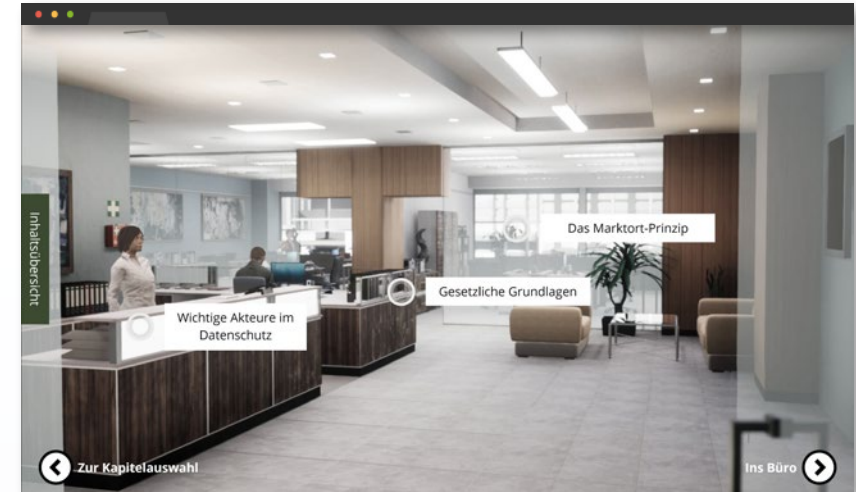 Inhaltsübersicht
Das Marktort-Prinzip
Gesetzliche Grundlagen
Wichtige Akteure im
Datenschutz
Zur Kapitelauswahl
Ins Büro